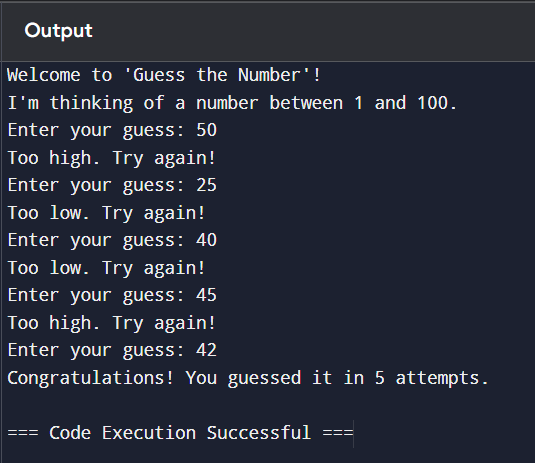 Output
Welcome to 'Guess the Number'!
I'm thinking of a number between 1 and 100.
Enter your guess: 50
Too high. Try again!
Enter your guess: 25
Too low. Try again!
Enter your guess: 40
Too low. Try again!
Enter your guess: 45
Too high. Try again!
Enter your guess: 42
Congratulations! You guessed it in 5 attempts.
=== Code Execution Successful ===